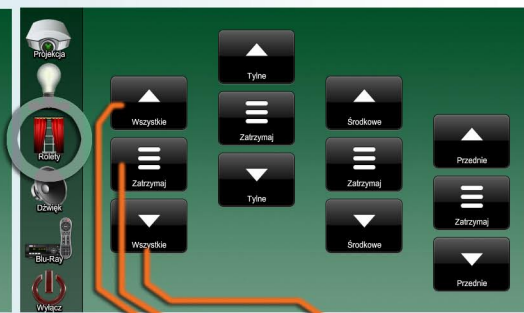 Projekcja
Rolety
Dźwięk
Blu-Ray
Wyłącz
Wszystkie
Zatrzymaj
Wszystkie
Tylne
Zatrzymaj
Tylne
Środkowe
Zatrzymaj
Środkowe
Przednie
Zatrzymaj
Przednie